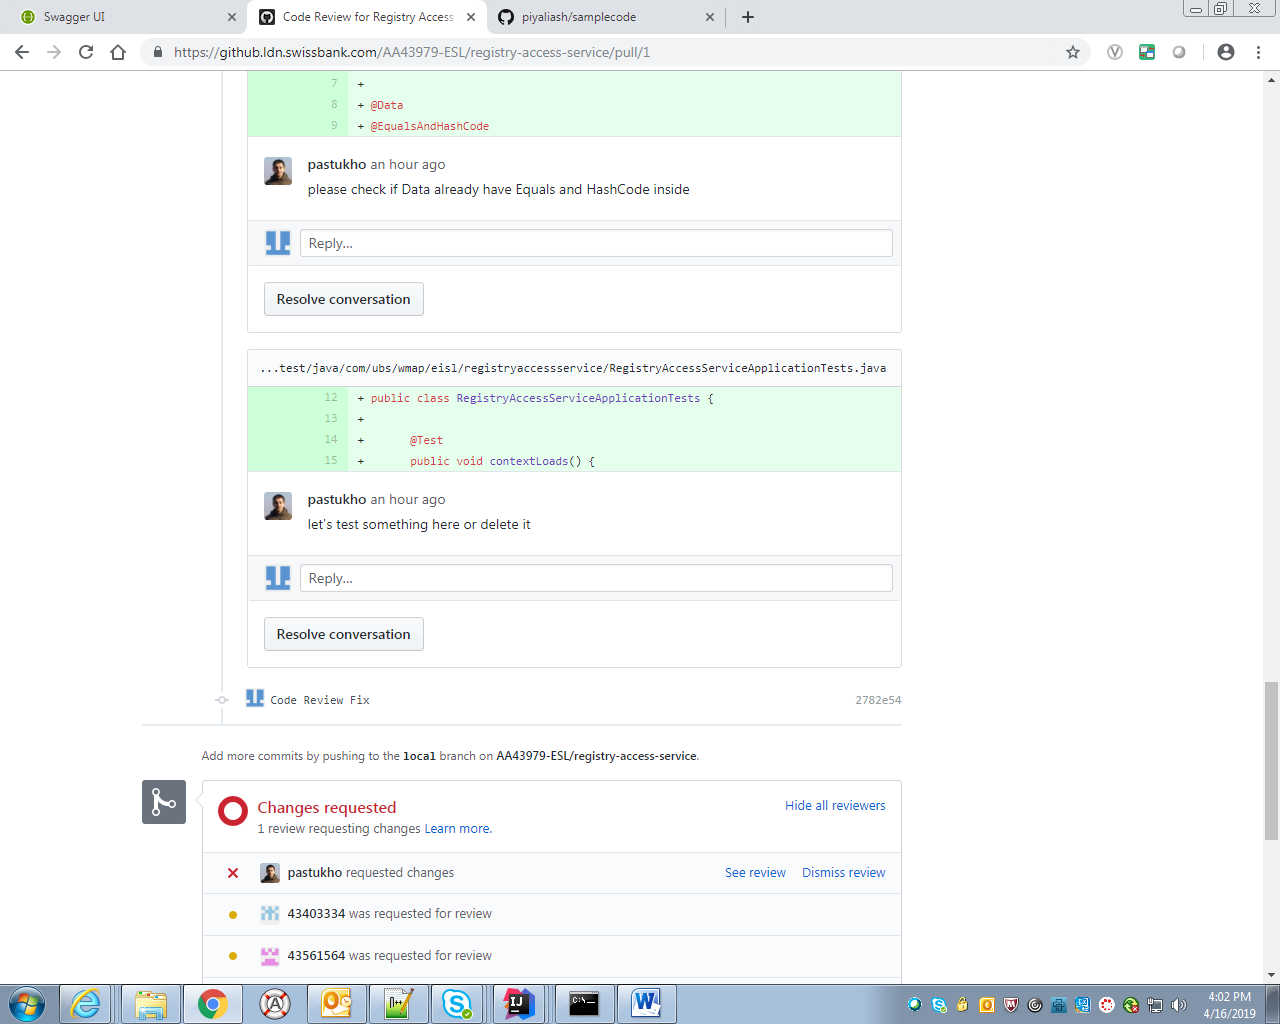 Swagger UI
Code Review for Registry Access
piyaliash/samplecode
https://github.ldn.swissbank.com/AA43979-ESL/registry-access-service/pull/1
7 +
8 + @Data
9 + @EqualsAndHashCode
pastukho an hour ago
please check if Data already have Equals and HashCode inside
Reply...
Resolve conversation
...test/java/com/ubs/wmap/eisl/registryaccessservice/RegistryAccessServiceApplicationTests.java
12 + public class RegistryAccessServiceApplicationTests {
13 +
14 + @Test
15 + public void contextLoads() {
pastukho an hour ago
let's test something here or delete it
Reply...
Resolve conversation
Code Review Fix 2782e54
Add more commits by pushing to the local branch on AA43979-ESL/registry-access-service.
Changes requested
Hide all reviewers
1 review requesting changes Learn more.
pastukho requested changes See review Dismiss review
43403334 was requested for review
43561564 was requested for review
4:02 PM
4/16/2019